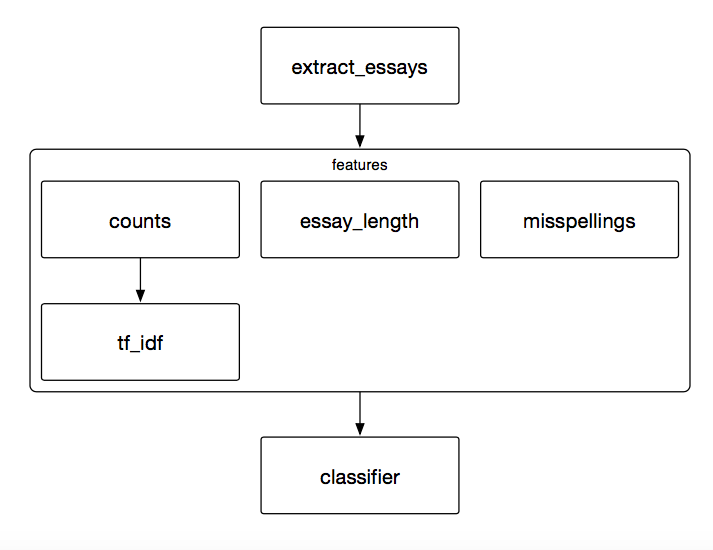 extract_essays
features
counts
essay_length
misspellings
tf_idf
classifier